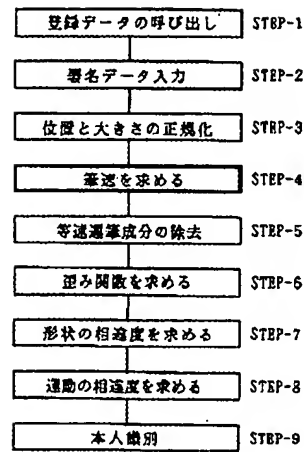 登録データの呼び出し STEP-1
署名データ入力 STEP-2
位置と大きさの正規化 STEP-3
筆速を求める STEP-4
等速運筆成分の除去 STEP-5
歪み関数を求める STEP-6
形状の相違度を求める STEP-7
運動の相違度を求める STEP-8
本人識別 STEP-9